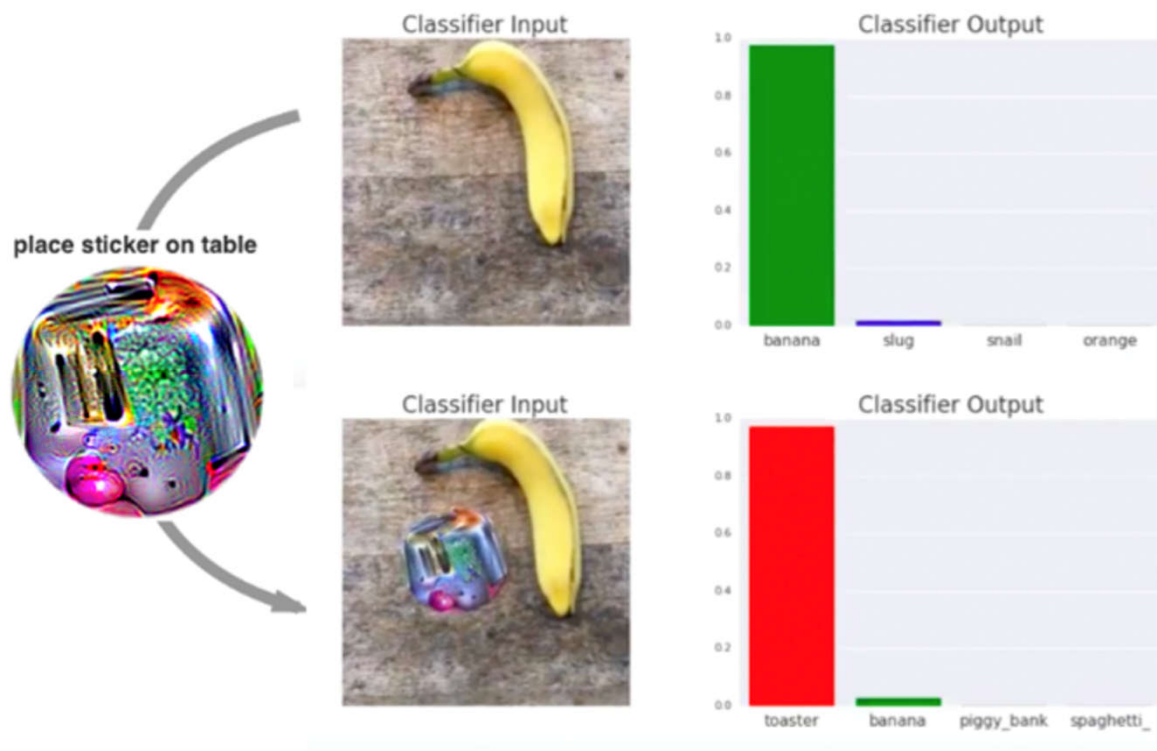 Classifier Input
Classifier Output
1.0
0.8
0.6
0.4
0.2
0.0
banana slug snail orange
place sticker on table
Classifier Input
Classifier Output
1.0
0.8
0.6
0.4
0.2
0.0
toaster banana piggy_bank spaghetti_